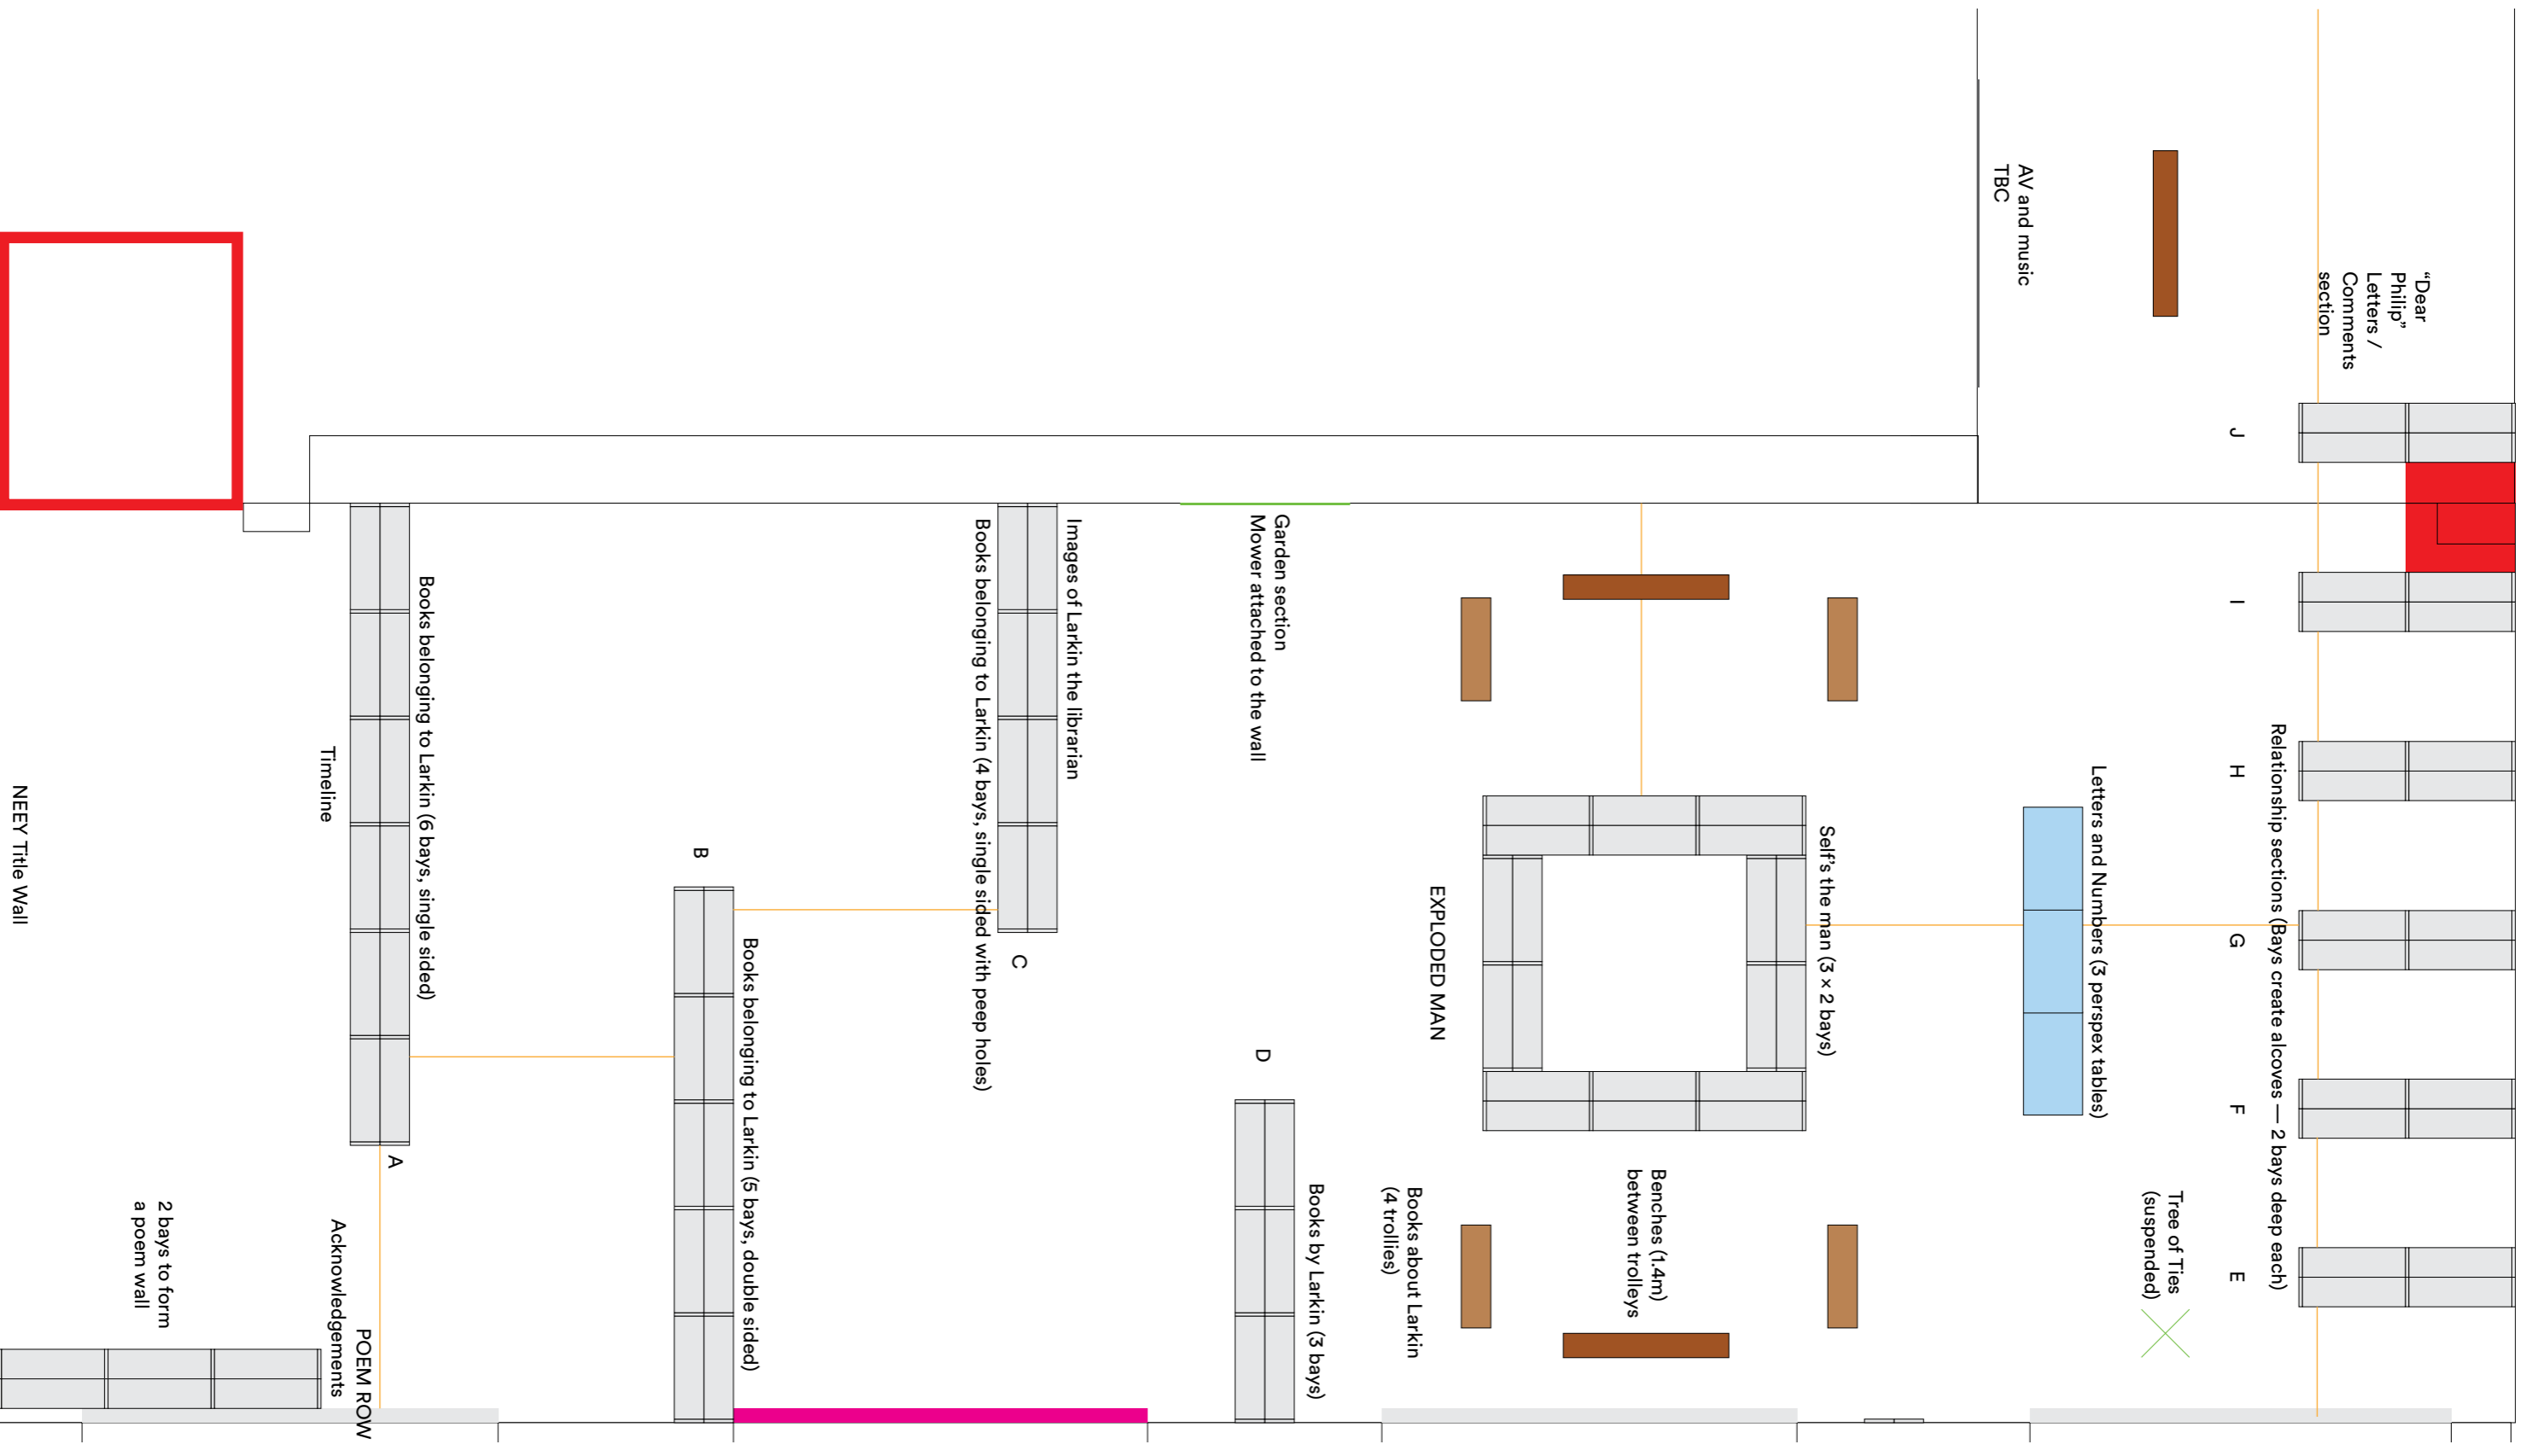 AV and music
TBC
“Dear
Philip”
Letters /
Comments
section
J
I
H
G
F
E
Relationship sections (Bays create alcoves — 2 bays deep each)
Letters and Numbers (3 perspex tables)
Tree of Ties
(suspended)
Self’s the man (3 × 2 bays)
EXPLODED MAN
Benches (1.4m)
between trolleys
Books about Larkin
(4 trollies)
Garden section
Mower attached to the wall
D
Books by Larkin (3 bays)
Images of Larkin the librarian
Books belonging to Larkin (4 bays, single sided with peep holes)
C
B
Books belonging to Larkin (5 bays, double sided)
Books belonging to Larkin (6 bays, single sided)
Timeline
A
POEM ROW
Acknowledgements
2 bays to form
a poem wall
NEEY Title Wall